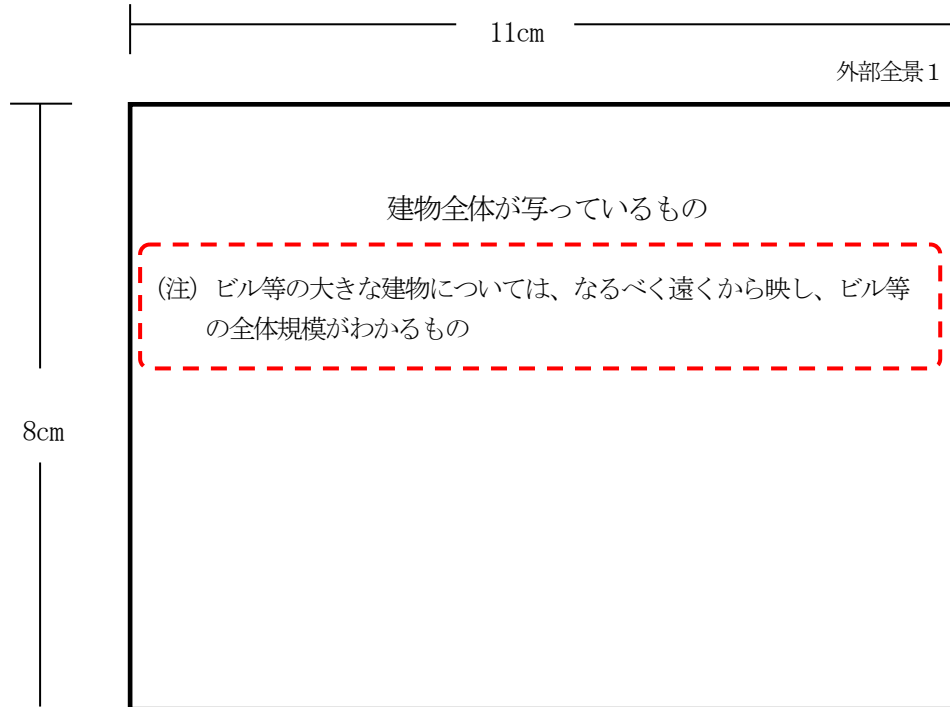 11cm
外部全景１
建物全体が写っているもの
(注) ビル等の大きな建物については、なるべく遠くから映し、ビル等
の全体規模がわかるもの
8cm